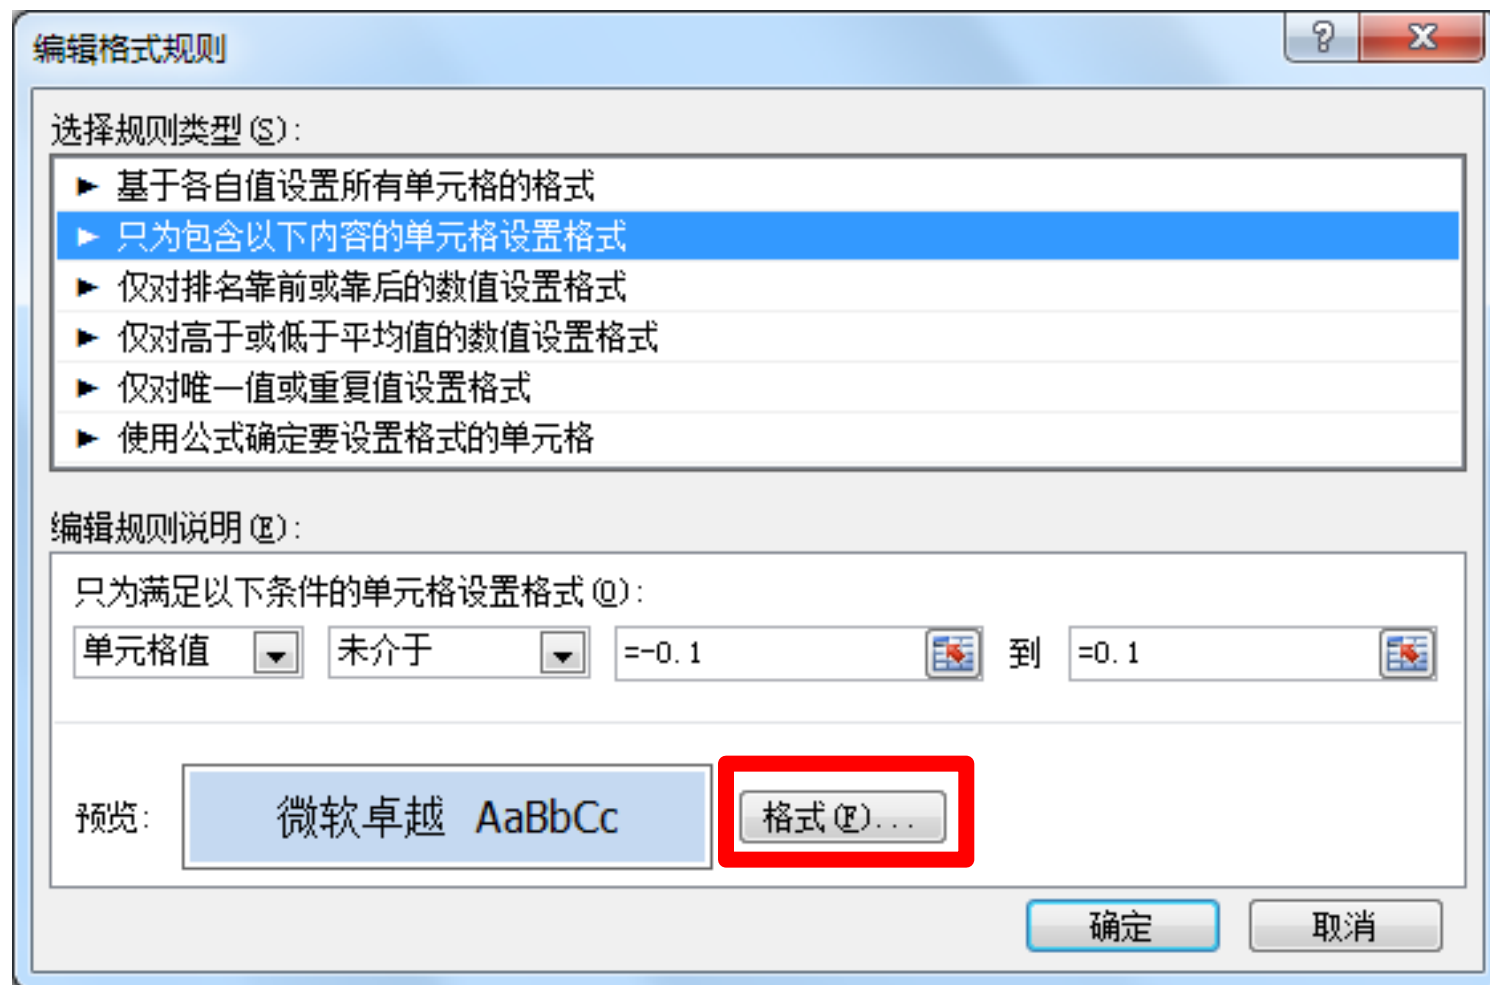 编辑格式规则
选择规则类型(S):
► 基于各自值设置所有单元格的格式
► 只为包含以下内容的单元格设置格式
► 仅对排名靠前或靠后的数值设置格式
► 仅对高于或低于平均值的数值设置格式
► 仅对唯一值或重复值设置格式
► 使用公式确定要设置格式的单元格
编辑规则说明(E):
只为满足以下条件的单元格设置格式(O):
单元格值 未介于 =-0.1 到 =0.1
预览: 微软卓越 AaBbCc 格式(F)...
确定 取消